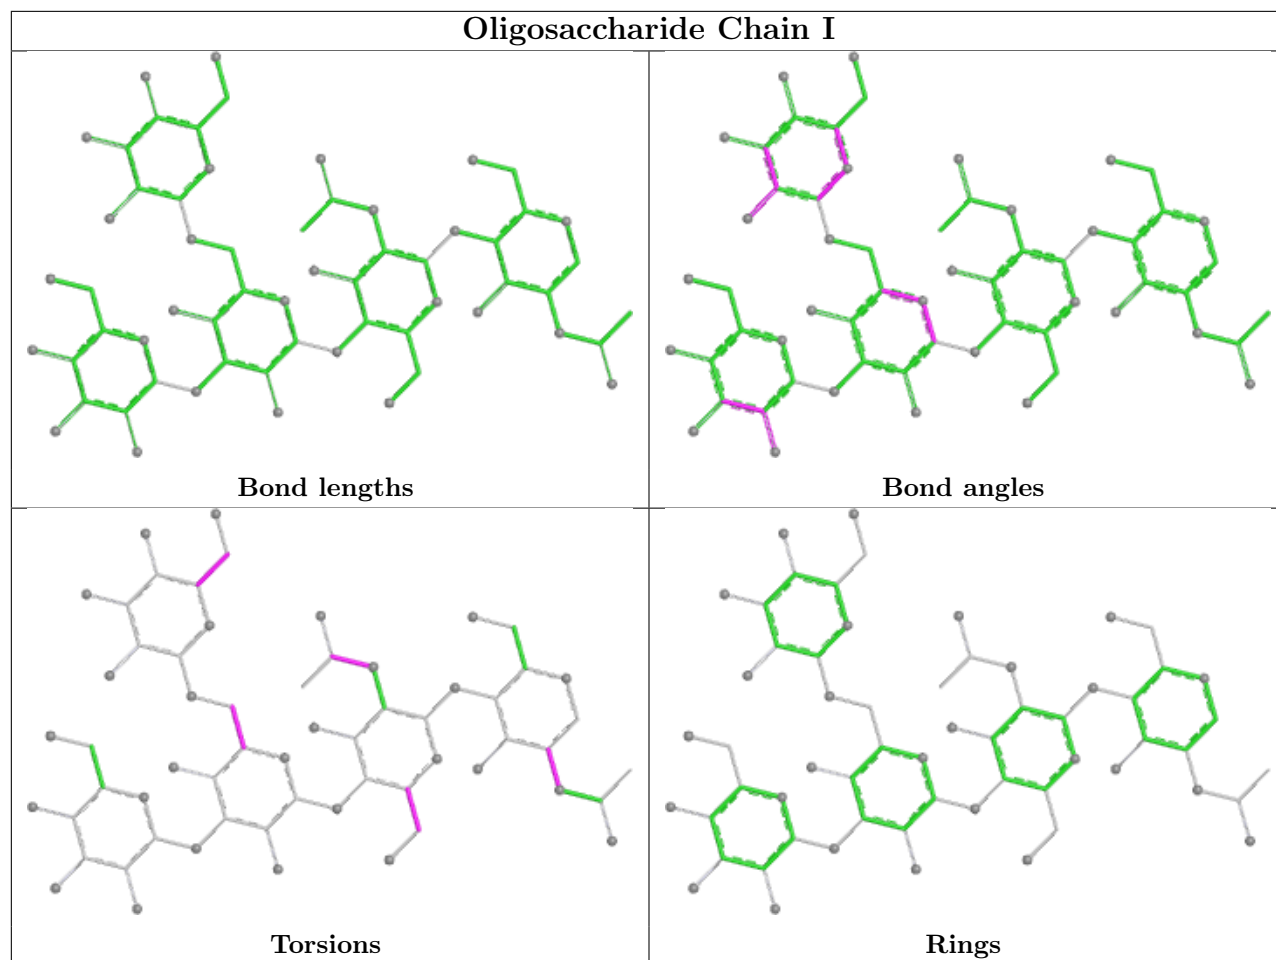 Oligosaccharide Chain I
Bond lengths
Bond angles
Torsions
Rings